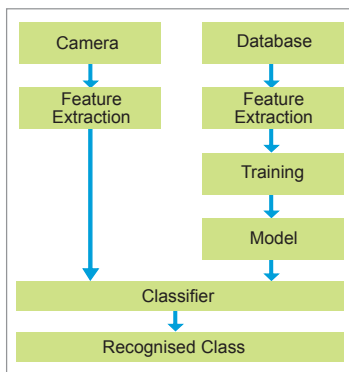 Camera
Database
Feature
Extraction
Feature
Extraction
Training
Model
Classifier
Recognised Class